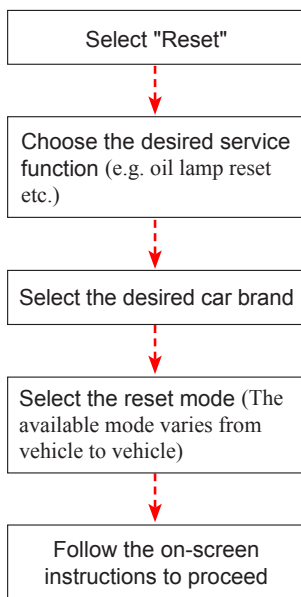 Select "Reset"
Choose the desired service
function (e.g. oil lamp reset
etc.)
Select the desired car brand
Select the reset mode (The
available mode varies from
vehicle to vehicle)
Follow the on-screen
instructions to proceed